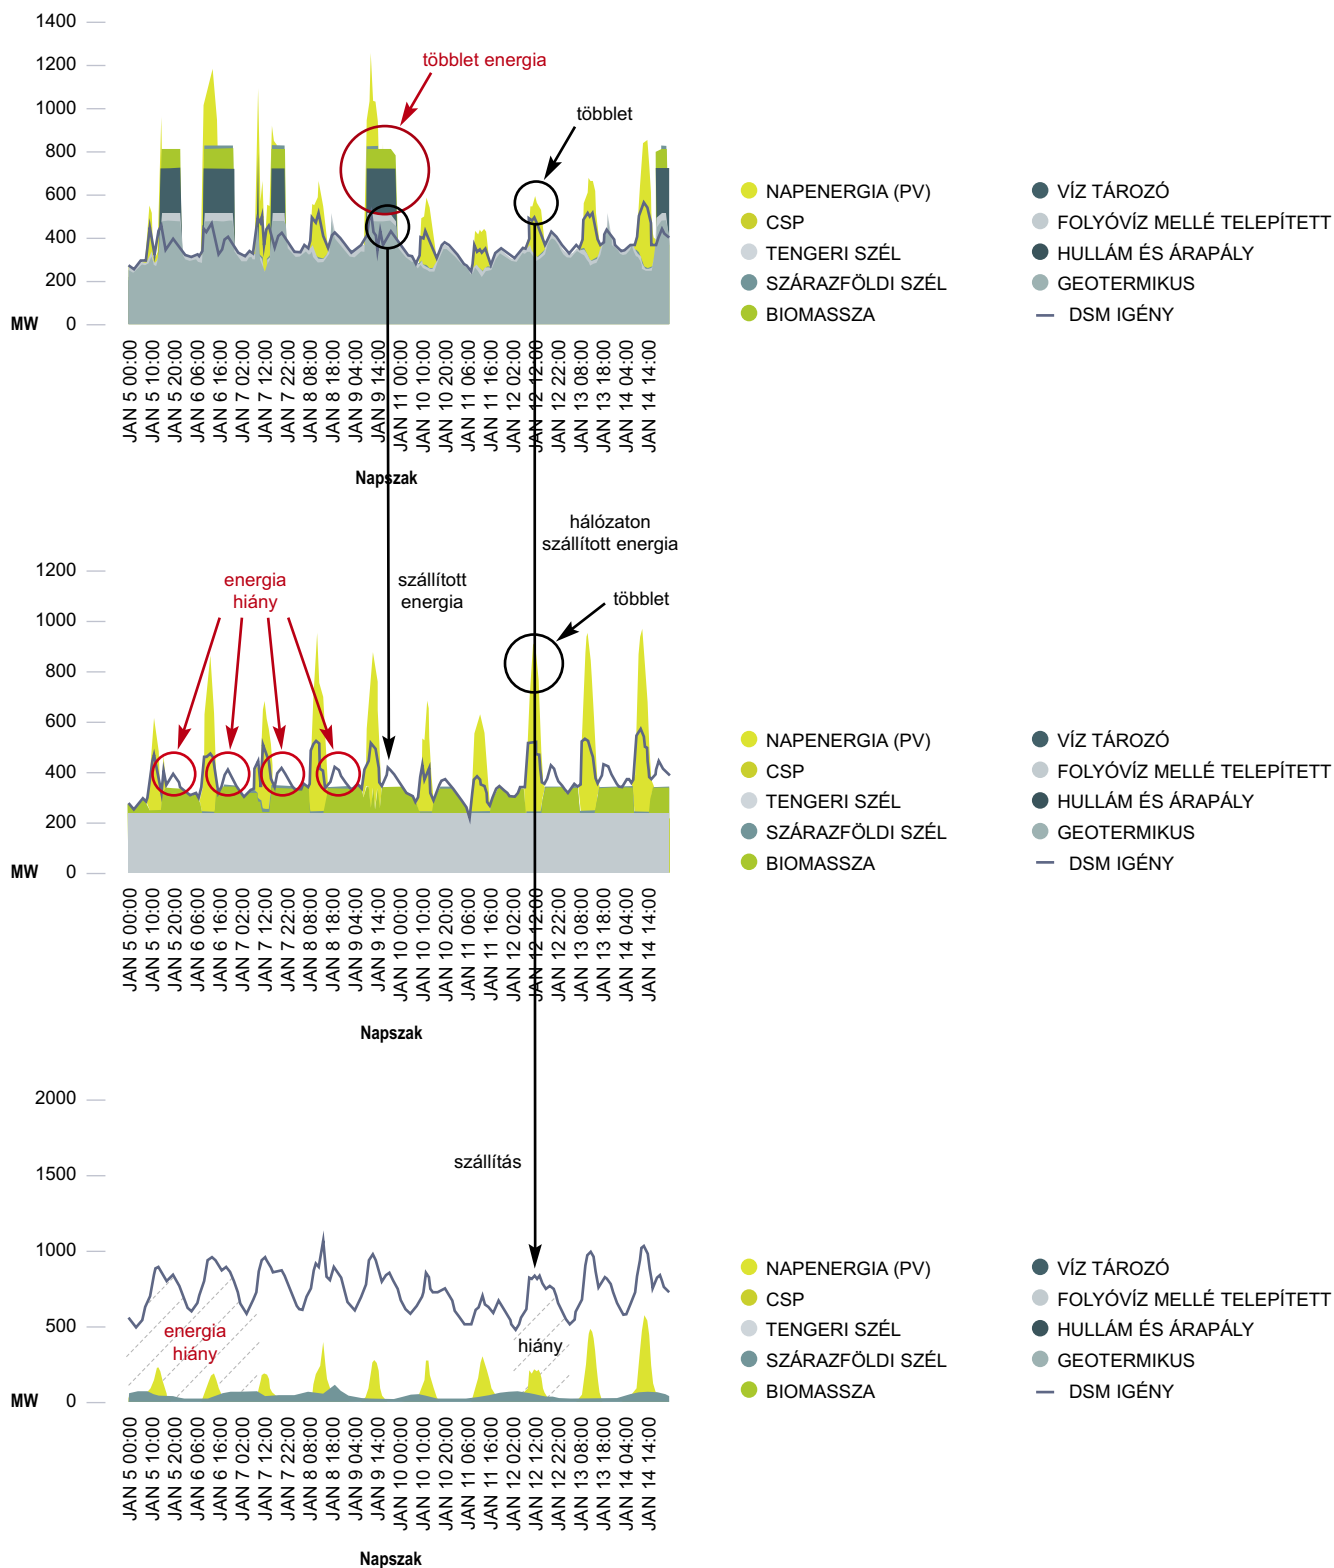 1400
1200
1000
800
600
400
200
MW 0
többlet energia
többlet
JAN 5 00:00
JAN 5 10:00
JAN 5 20:00
JAN 6 06:00
JAN 6 16:00
JAN 7 02:00
JAN 7 12:00
JAN 7 22:00
JAN 8 08:00
JAN 8 18:00
JAN 9 04:00
JAN 9 14:00
JAN 11 00:00
JAN 10 10:00
JAN 10 20:00
JAN 11 06:00
JAN 11 16:00
JAN 12 02:00
JAN 12 12:00
JAN 12 22:00
JAN 13 08:00
JAN 13 18:00
JAN 14 04:00
JAN 14 14:00
Napszak
NAPENERGIA (PV)
CSP
TENGERI SZÉL
SZÁRAZFÖLDI SZÉL
BIOMASSZA
VÍZ TÁROZÓ
FOLYÓVÍZ MELLÉ TELEPÍTETT
HULLÁM ÉS ÁRAPÁLY
GEOTERMIKUS
DSM IGÉNY
hálózaton
szállított energia
1200
1000
800
600
400
200
MW 0
energia
hiány
szállított
energia
többlet
JAN 5 00:00
JAN 5 10:00
JAN 5 20:00
JAN 6 06:00
JAN 6 16:00
JAN 7 02:00
JAN 7 12:00
JAN 7 22:00
JAN 8 08:00
JAN 8 18:00
JAN 9 04:00
JAN 9 14:00
JAN 10 00:00
JAN 10 10:00
JAN 10 20:00
JAN 11 06:00
JAN 11 16:00
JAN 12 02:00
JAN 12 12:00
JAN 12 22:00
JAN 13 08:00
JAN 13 18:00
JAN 14 04:00
JAN 14 14:00
Napszak
NAPENERGIA (PV)
CSP
TENGERI SZÉL
SZÁRAZFÖLDI SZÉL
BIOMASSZA
VÍZ TÁROZÓ
FOLYÓVÍZ MELLÉ TELEPÍTETT
HULLÁM ÉS ÁRAPÁLY
GEOTERMIKUS
DSM IGÉNY
2000
1500
1000
500
MW 0
szállítás
energia
hiány
hiány
JAN 5 00:00
JAN 5 10:00
JAN 5 20:00
JAN 6 06:00
JAN 6 16:00
JAN 7 02:00
JAN 7 12:00
JAN 7 22:00
JAN 8 08:00
JAN 8 18:00
JAN 9 04:00
JAN 9 14:00
JAN 10 00:00
JAN 10 10:00
JAN 10 20:00
JAN 11 06:00
JAN 11 16:00
JAN 12 02:00
JAN 12 12:00
JAN 12 22:00
JAN 13 08:00
JAN 13 18:00
JAN 14 04:00
JAN 14 14:00
Napszak
NAPENERGIA (PV)
CSP
TENGERI SZÉL
SZÁRAZFÖLDI SZÉL
BIOMASSZA
VÍZ TÁROZÓ
FOLYÓVÍZ MELLÉ TELEPÍTETT
HULLÁM ÉS ÁRAPÁLY
GEOTERMIKUS
DSM IGÉNY